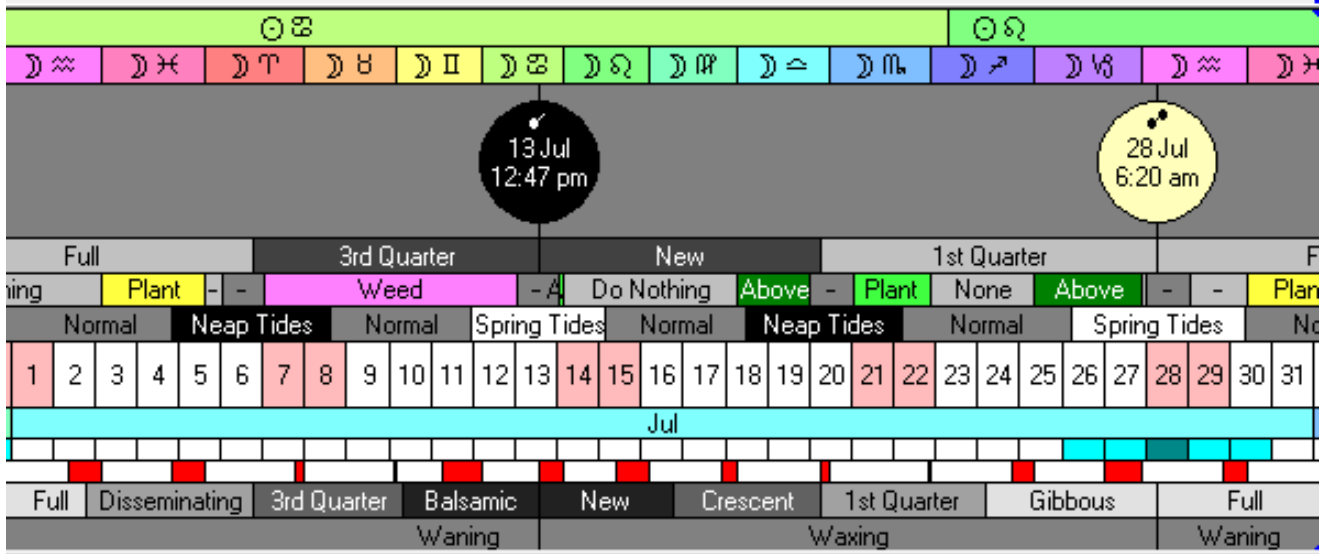 ☉♋ ☉♌
☽♒ ☽♓ ☽♈ ☽♉ ☽♊ ☽♋ ☽♌ ☽♍ ☽♎ ☽♏ ☽♐ ☽♑ ☽♒ ☽♓
13 Jul 28 Jul
12:47 pm 6:20 am
Full 3rd Quarter New 1st Quarter F
ning Plant - - Weed - A Do Nothing Above - Plant None Above - - Plan
Normal Neap Tides Normal Spring Tides Normal Neap Tides Normal Spring Tides No
1 2 3 4 5 6 7 8 9 10 11 12 13 14 15 16 17 18 19 20 21 22 23 24 25 26 27 28 29 30 31
Jul
Full Disseminating 3rd Quarter Balsamic New Crescent 1st Quarter Gibbous Full
Waning Waxing Waning